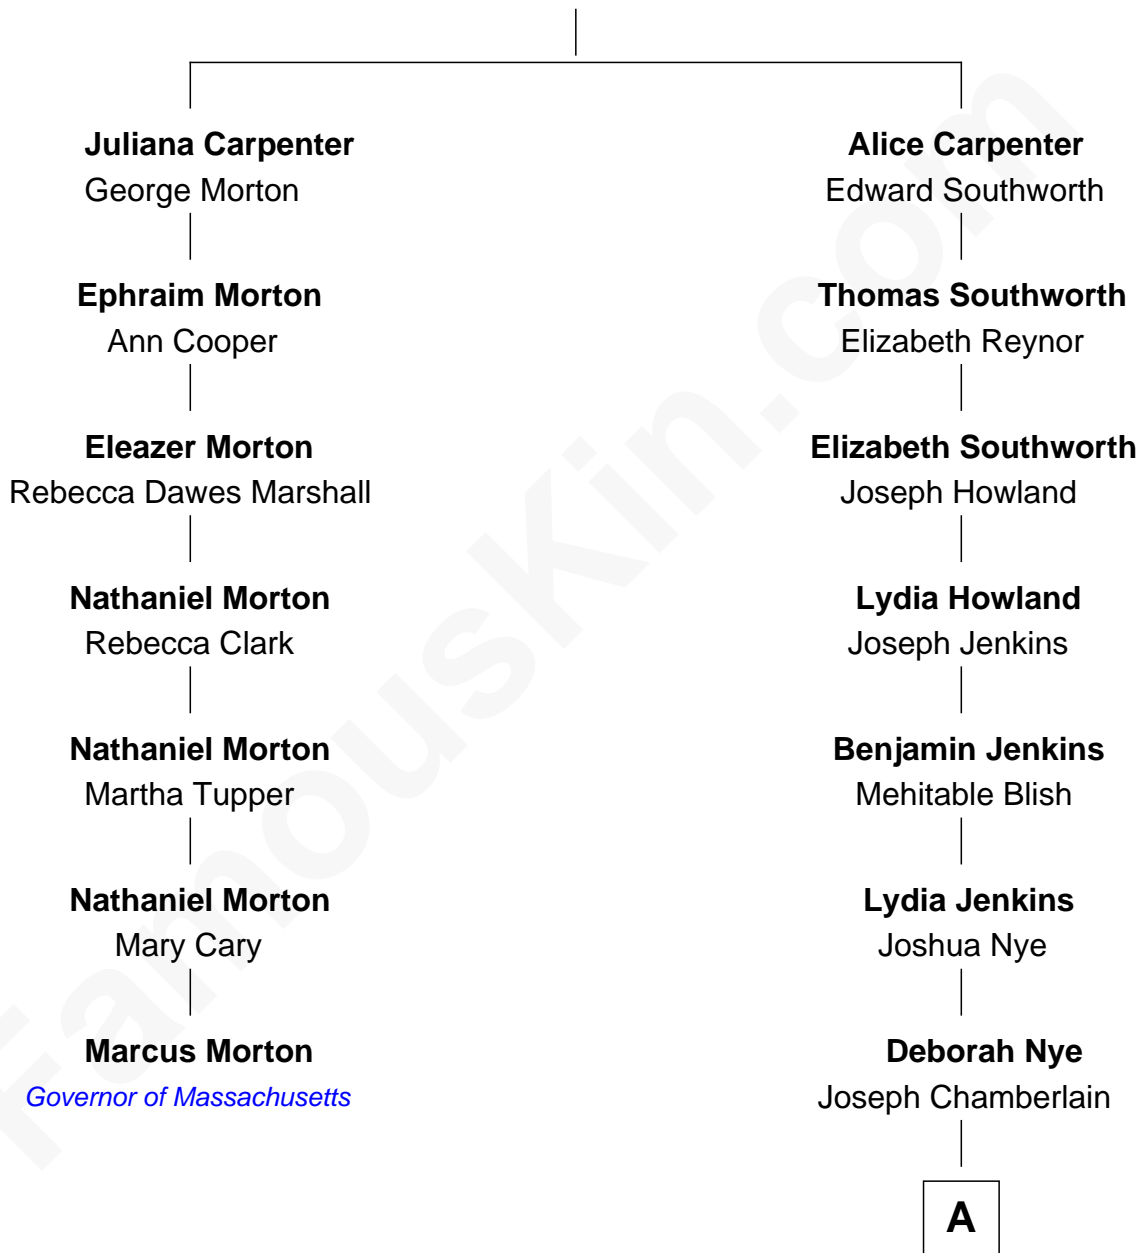 Juliana Carpenter
George Morton
Alice Carpenter
Edward Southworth
Ephraim Morton
Ann Cooper
Thomas Southworth
Elizabeth Reynor
Eleazer Morton
Rebecca Dawes Marshall
Elizabeth Southworth
Joseph Howland
Nathaniel Morton
Rebecca Clark
Lydia Howland
Joseph Jenkins
Nathaniel Morton
Martha Tupper
Benjamin Jenkins
Mehitable Blish
Nathaniel Morton
Mary Cary
Lydia Jenkins
Joshua Nye
Marcus Morton
Governor of Massachusetts
Deborah Nye
Joseph Chamberlain
A
FamousKin.com